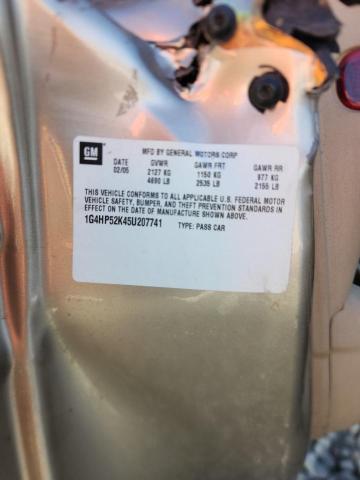 GM
MFD BY GENERAL MOTORS CORP
DATE GVWR GAWR FRT GAWR RR
02/05 2127 KG 1150 KG 977 KG
4690 LB 2535 LB 2155 LB
THIS VEHICLE CONFORMS TO ALL APPLICABLE U.S. FEDERAL MOTOR
VEHICLE SAFETY, BUMPER, AND THEFT PREVENTION STANDARDS IN
EFFECT ON THE DATE OF MANUFACTURE SHOWN ABOVE.
1G4HP52K45U207741 TYPE: PASS CAR